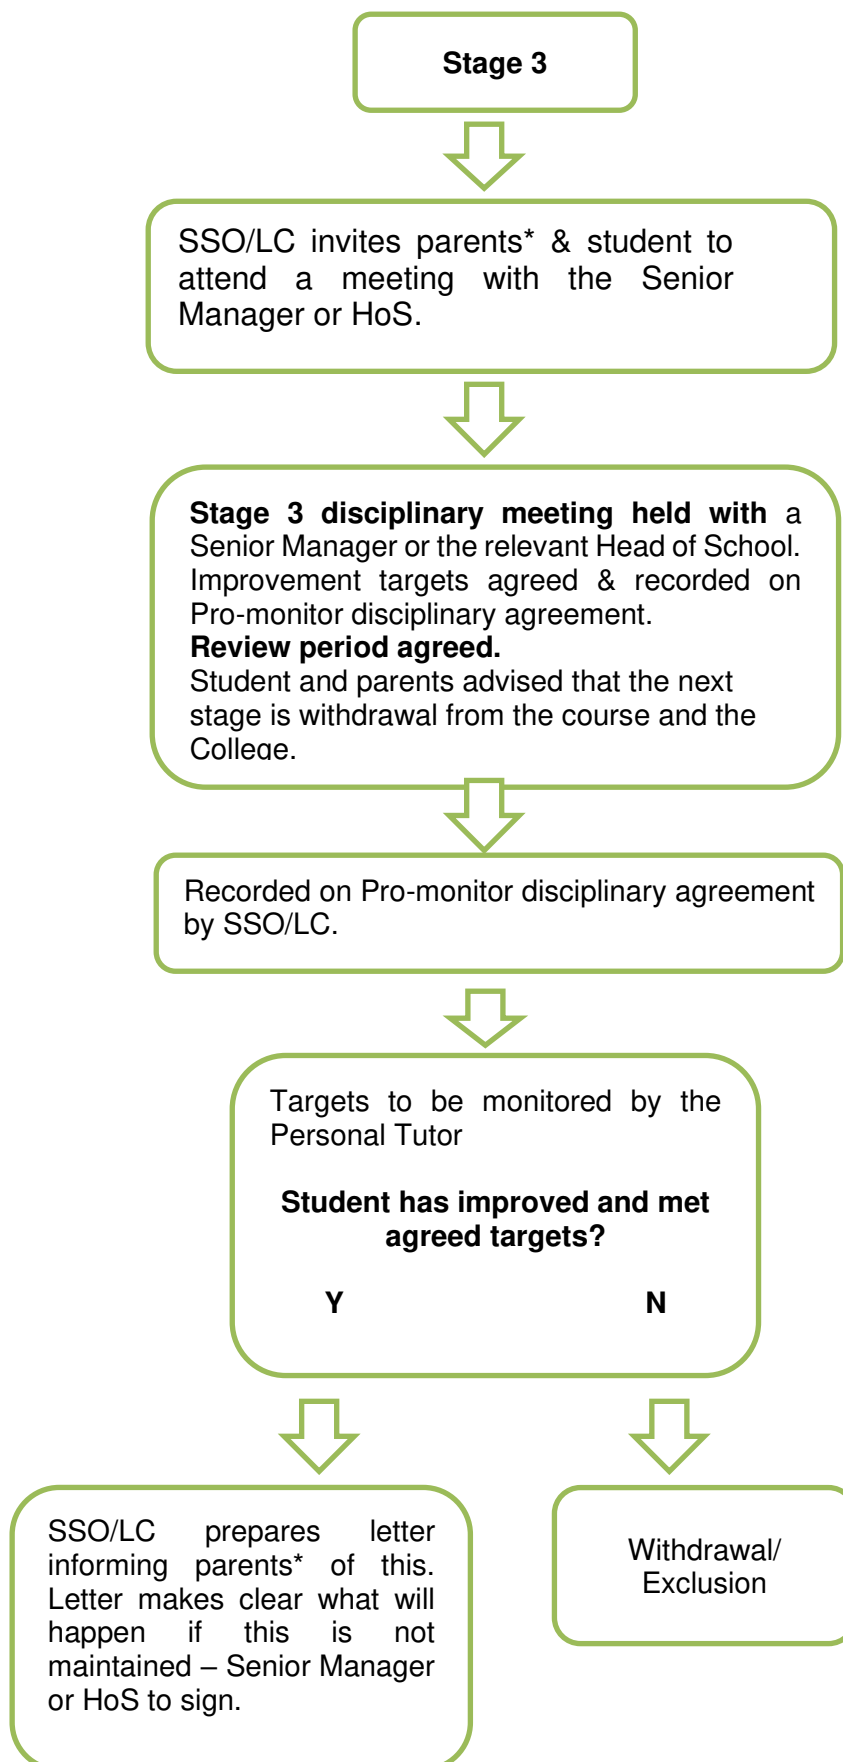 Stage 3
SSO/LC invites parents* & student to
attend a meeting with the Senior
Manager or HoS.
Stage 3 disciplinary meeting held with a
Senior Manager or the relevant Head of School.
Improvement targets agreed & recorded on
Pro-monitor disciplinary agreement.
Review period agreed.
Student and parents advised that the next
stage is withdrawal from the course and the
College.
Recorded on Pro-monitor disciplinary agreement
by SSO/LC.
Targets to be monitored by the
Personal Tutor
Student has improved and met
agreed targets?
Y N
SSO/LC prepares letter
informing parents* of this.
Letter makes clear what will
happen if this is not
maintained – Senior Manager
or HoS to sign.
Withdrawal/
Exclusion